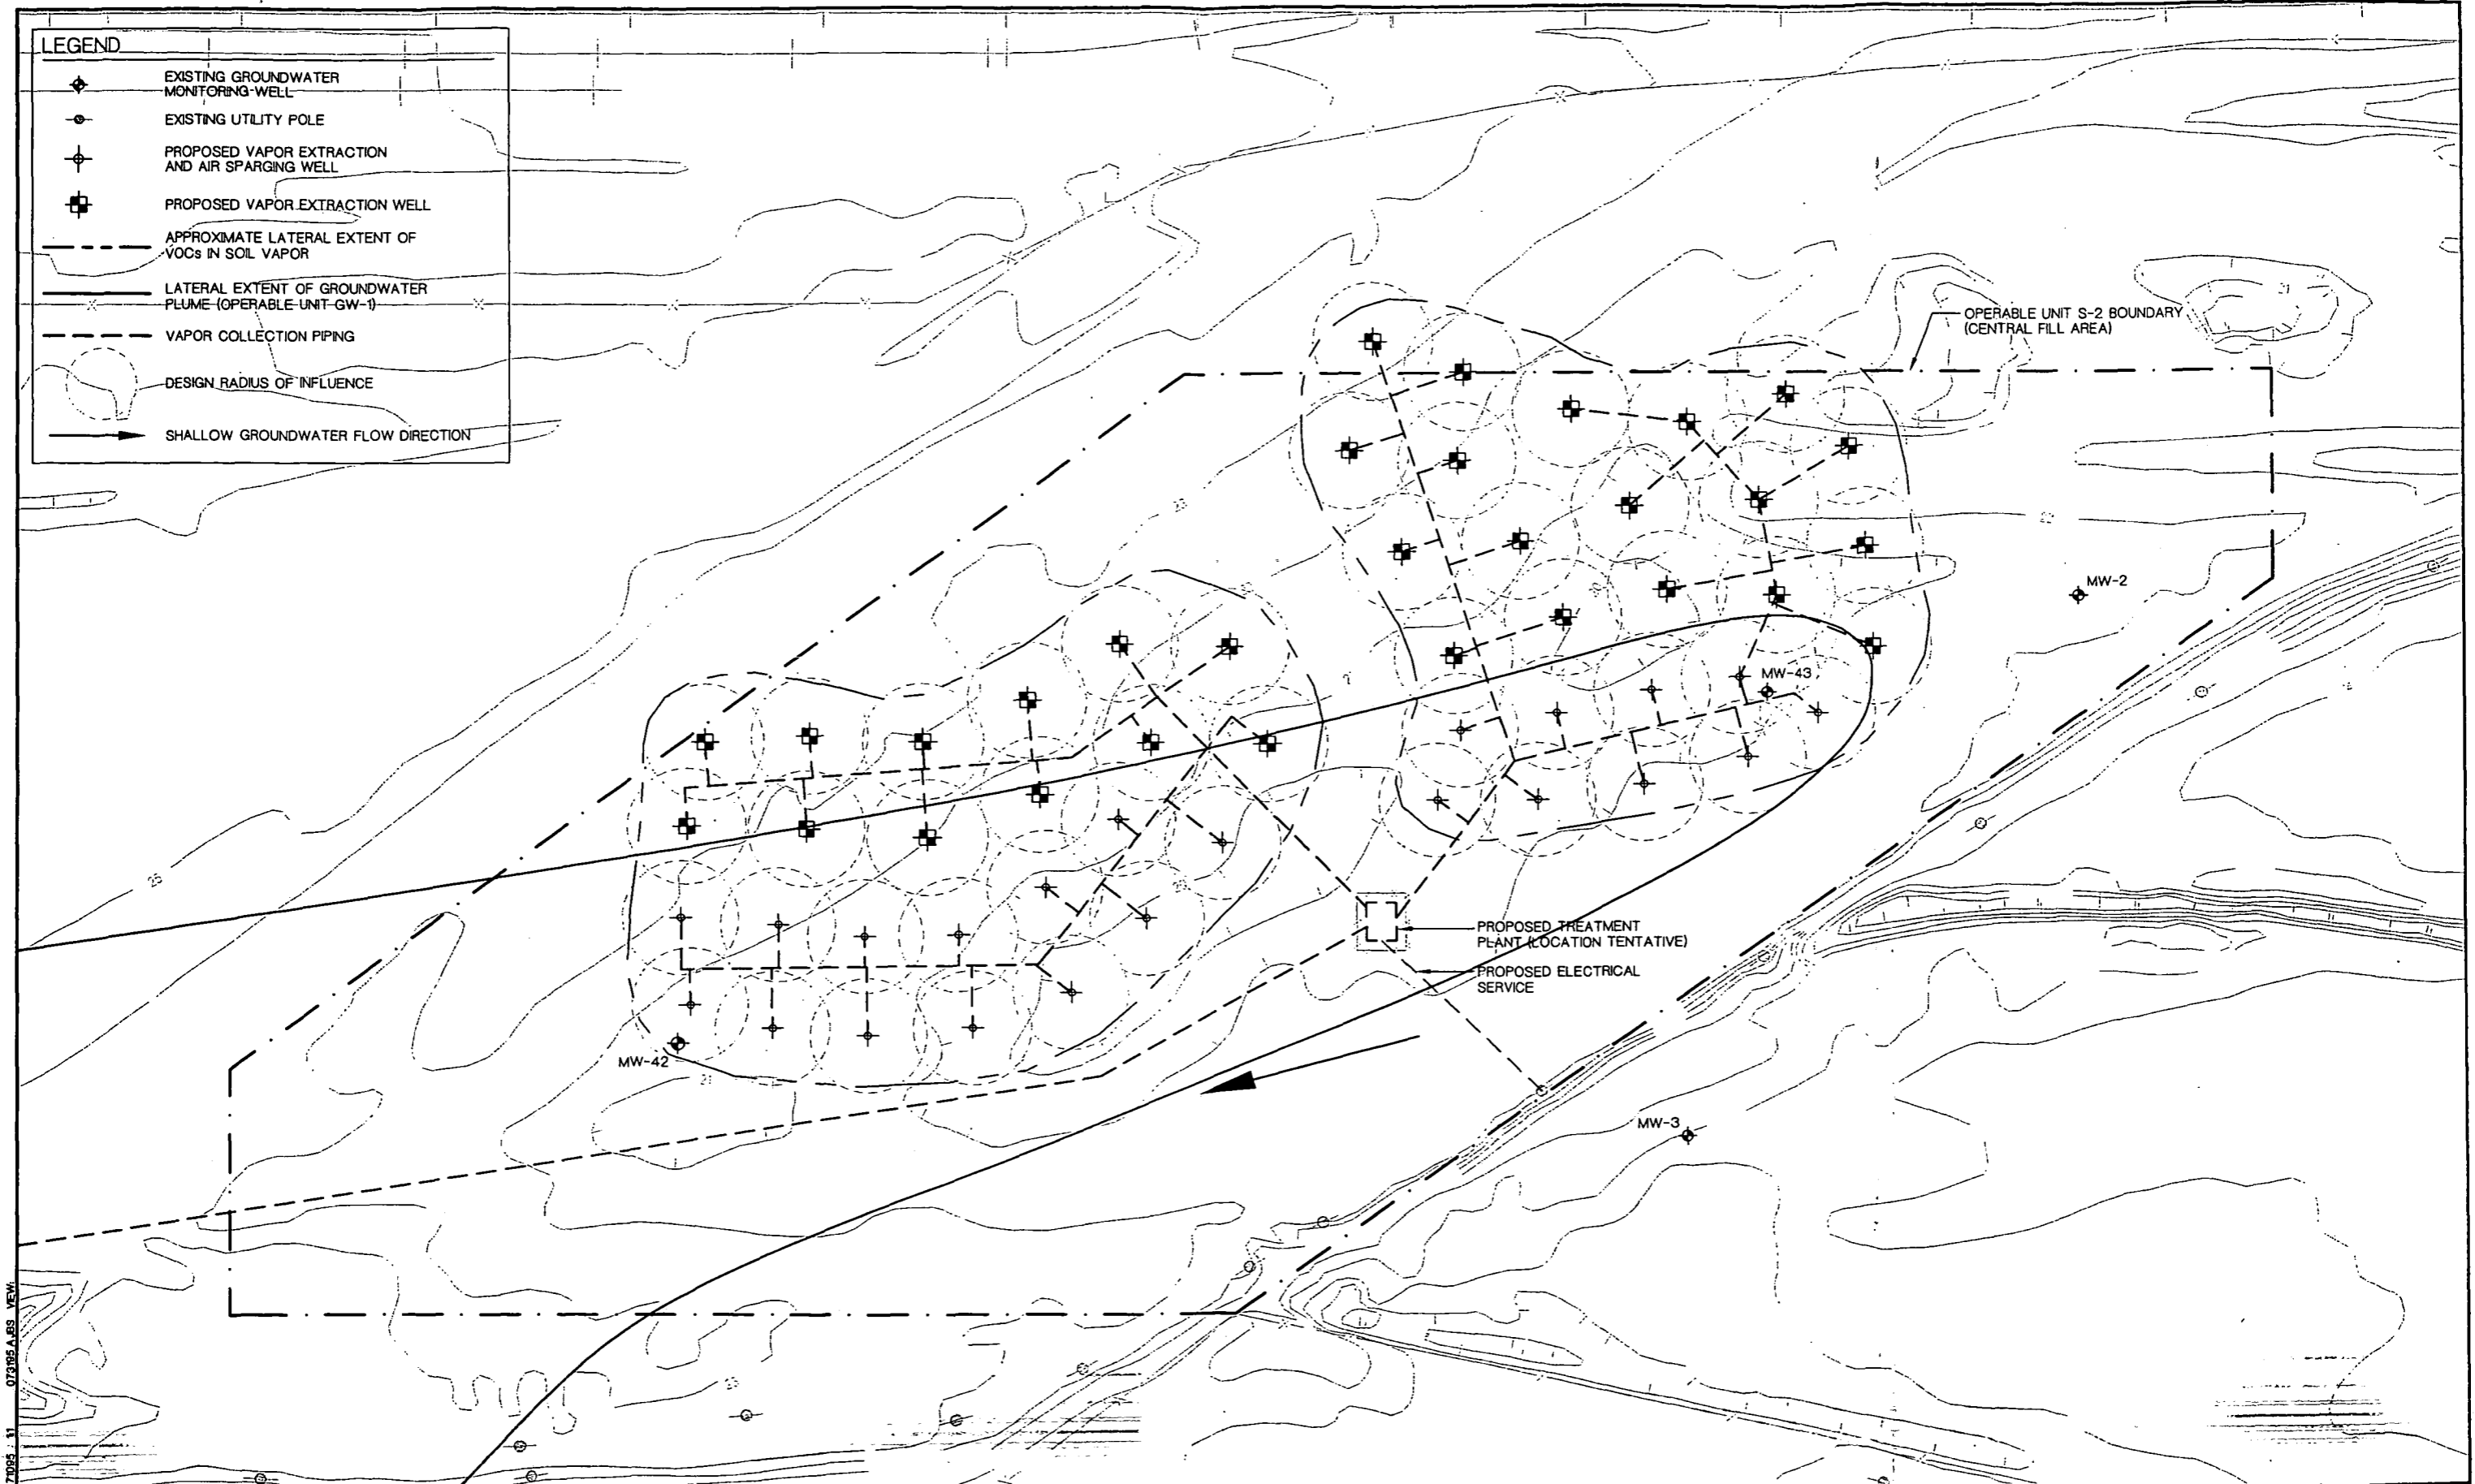 LEGEND
EXISTING GROUNDWATER
MONITORING WELL
EXISTING UTILITY POLE
PROPOSED VAPOR EXTRACTION
AND AIR SPARGING WELL
PROPOSED VAPOR EXTRACTION WELL
APPROXIMATE LATERAL EXTENT OF
VOCs IN SOIL VAPOR
LATERAL EXTENT OF GROUNDWATER
PLUME (OPERABLE UNIT GW-1)
VAPOR COLLECTION PIPING
DESIGN RADIUS OF INFLUENCE
SHALLOW GROUNDWATER FLOW DIRECTION
OPERABLE UNIT S-2 BOUNDARY
(CENTRAL FILL AREA)
MW-2
MW-43
25
PROPOSED TREATMENT
PLANT (LOCATION TENTATIVE)
PROPOSED ELECTRICAL
SERVICE
MW-42
21
MW-3